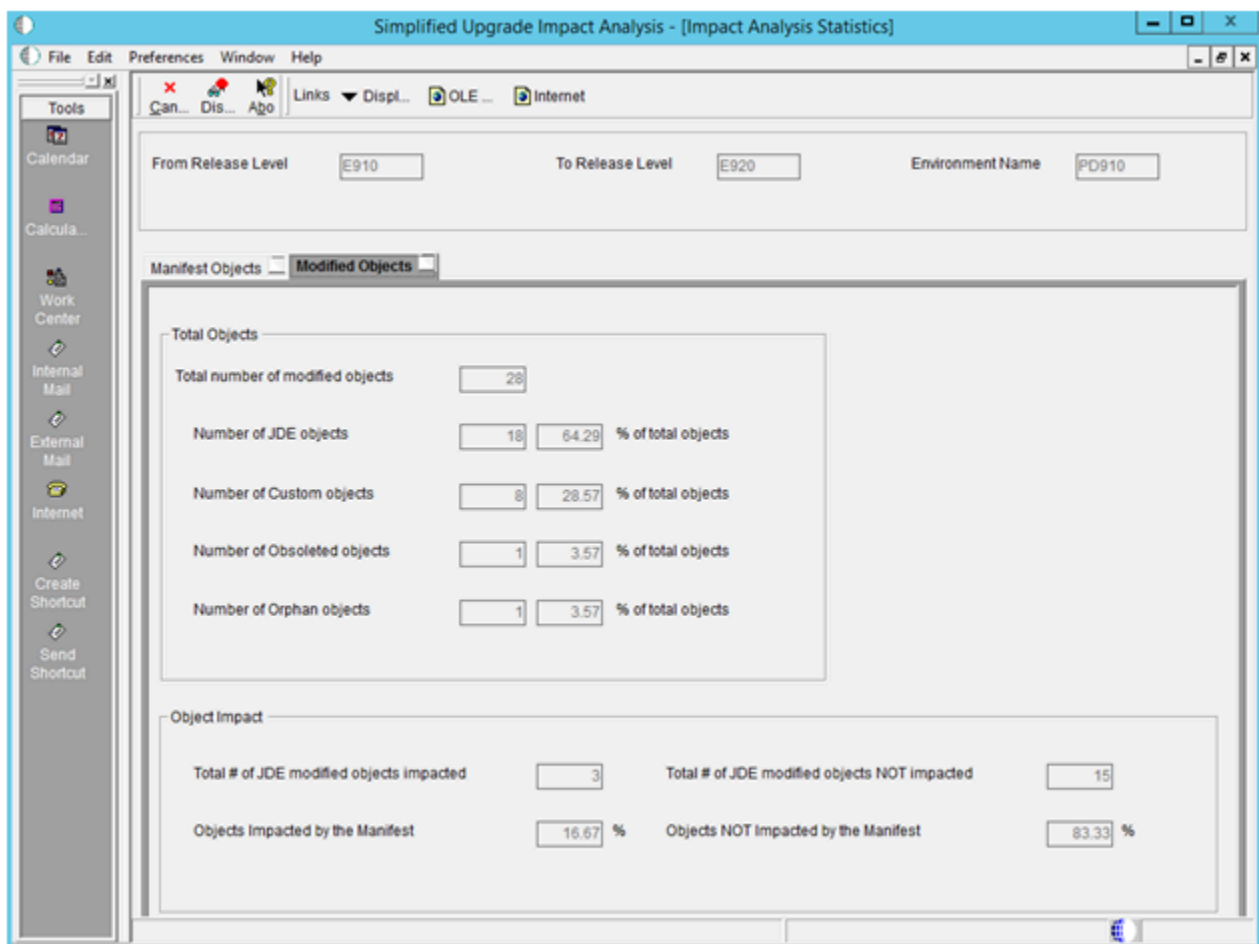 Simplified Upgrade Impact Analysis - [Impact Analysis Statistics]
File Edit Preferences Window Help
Tools
Calendar
Calcula...
Work
Center
Internal
Mail
External
Mail
Internet
Create
Shortcut
Send
Shortcut
Can... Dis... Abo Links Displ... OLE ... Internet
From Release Level E910 To Release Level E920 Environment Name PD910
Manifest Objects Modified Objects
Total Objects
Total number of modified objects 28
Number of JDE objects 18 64.29 % of total objects
Number of Custom objects 8 28.57 % of total objects
Number of Obsoleted objects 1 3.57 % of total objects
Number of Orphan objects 1 3.57 % of total objects
Object Impact
Total # of JDE modified objects impacted 3 Total # of JDE modified objects NOT impacted 15
Objects Impacted by the Manifest 16.67 % Objects NOT Impacted by the Manifest 83.33 %